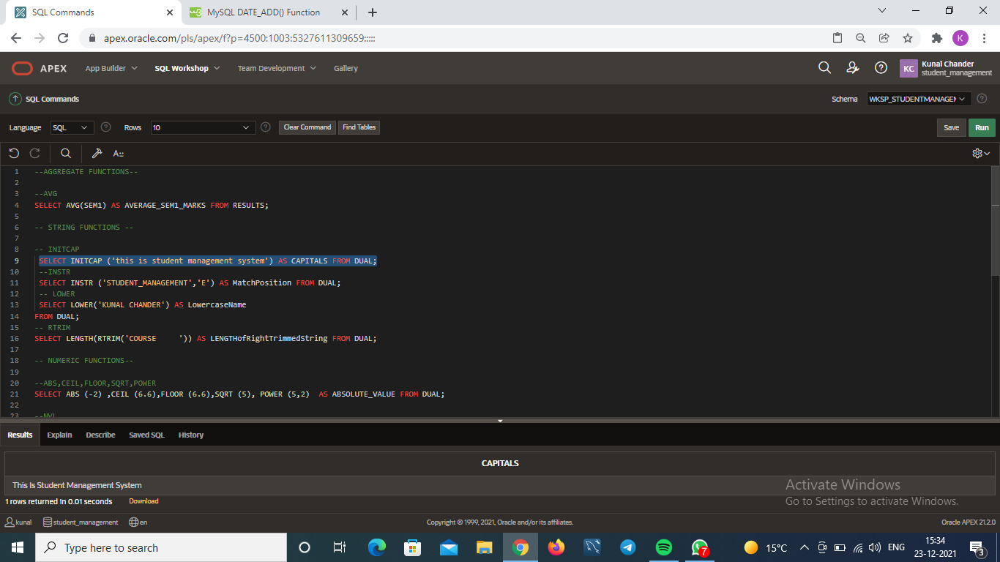 SQL Commands
MySQL DATE_ADD() Function
apex.oracle.com/pls/apex/f?p=4500:1003:5327611309659:::::
K
APEX App Builder SQL Workshop Team Development Gallery
KC Kunal Chander
student_management
SQL Commands Schema WKSP_STUDENTMANAGEM
Language SQL Rows 10 Clear Command Find Tables Save Run
A::
1 --AGGREGATE FUNCTIONS--
2
3 --AVG
4 SELECT AVG(SEM1) AS AVERAGE_SEM1_MARKS FROM RESULTS;
5
6 -- STRING FUNCTIONS --
7
8 -- INITCAP
9 SELECT INITCAP ('this is student management system') AS CAPITALS FROM DUAL;
10 --INSTR
11 SELECT INSTR ('STUDENT_MANAGEMENT','E') AS MatchPosition FROM DUAL;
12 -- LOWER
13 SELECT LOWER('KUNAL CHANDER') AS LowercaseName
14 FROM DUAL;
15 -- RTRIM
16 SELECT LENGTH(RTRIM('COURSE     ')) AS LENGTHofRightTrimmedString FROM DUAL;
17
18 -- NUMERIC FUNCTIONS--
19
20 --ABS,CEIL,FLOOR,SQRT,POWER
21 SELECT ABS (-2) ,CEIL (6.6),FLOOR (6.6),SQRT (5), POWER (5,2)  AS ABSOLUTE_VALUE FROM DUAL;
22
23 --NVL
Results Explain Describe Saved SQL History
CAPITALS
This Is Student Management System
1 rows returned in 0.01 seconds Download
Activate Windows
Go to Settings to activate Windows.
kunal student_management en Copyright © 1999, 2021, Oracle and/or its affiliates. Oracle APEX 21.2.0
Type here to search
7
15°C ENG
15:34
23-12-2021
3